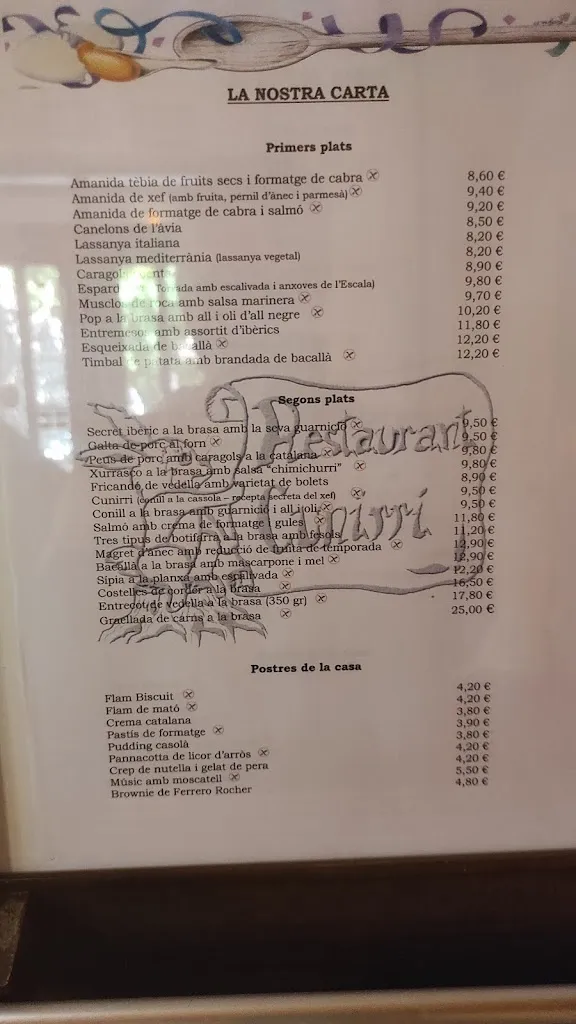 LA NOSTRA CARTA
Primers plats
Amanida tèbia de fruits secs i formatge de cabra 8,60 €
Amanida de xef (amb fruita, pernil d'ànec i parmesà) 9,40 €
Amanida de formatge de cabra i salmó 9,20 €
Canelons de l'àvia 8,50 €
Lassanya italiana 8,20 €
Lassanya mediterrània (lassanya vegetal) 8,20 €
8,90 €
amb escalivada i anxoves de l'Escala) 9,80 €
Musclos de roca amb salsa marinera 9,70 €
Pop a la brasa amb all i oli d'all negre 10,20 €
Entremesos amb assortit d'ibèrics 11,80 €
Esqueixada de bacallà 12,20 €
Timbal de patata amb brandada de bacallà 12,20 €
Segons plats
Secret ibèric a la brasa amb la seva guarnició 9,50 €
Galta de porc al forn 9,50 €
Peus de porc amb caragols a la catalana 9,80 €
Xurrasco a la brasa amb salsa "chimichurri" 9,80 €
Fricandó de vedella amb varietat de bolets 8,90 €
Cunirri (conill a la cassola – recepta secreta del xef) 9,50 €
Conill a la brasa amb guarnició i all i oli 9,50 €
Salmó amb crema de formatge i gules 11,80 €
Tres tipus de botifarra a la brasa amb fesols 11,20 €
Magret d'ànec amb reducció de fruita de temporada 12,90 €
Bacallà a la brasa amb mascarpone i mel 12,90 €
Sípia a la planxa amb escalivada 12,20 €
Costelles de corder a la brasa 16,50 €
Entrecot de vedella a la brasa (350 gr) 17,80 €
Graellada de carns a la brasa 25,00 €
Restaurant
Cunirri
Postres de la casa
Flam Biscuit 4,20 €
Flam de mató 4,20 €
Crema catalana 3,80 €
Pastís de formatge 3,90 €
Pudding casolà 3,80 €
Pannacotta de licor d'arròs 4,20 €
Crep de nutella i gelat de pera 4,20 €
Músic amb moscatell 5,50 €
Brownie de Ferrero Rocher 4,80 €